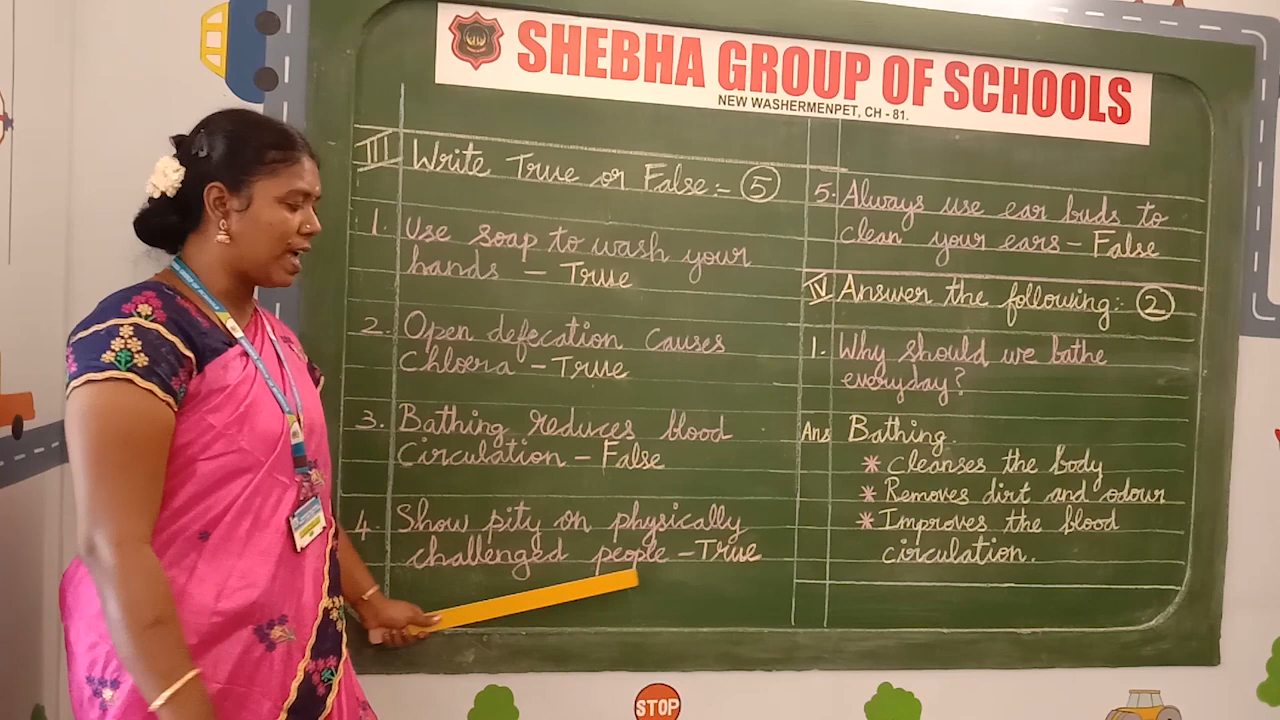 SHEBHA GROUP OF SCHOOLS
NEW WASHERMENPET, CH - 81.
III Write True or False:- 5
1. Use soap to wash your
hands - True
2. Open defecation causes
Chloera - True
3. Bathing reduces blood
Circulation - False
4. Show pity on physically
challenged people - True
5. Always use ear buds to
clean your ears - False
IV Answer the following:- 2
1. Why should we bathe
everyday?
Ans Bathing.
* Cleanses the body
* Removes dirt and odour
* Improves the blood
circulation.
STOP